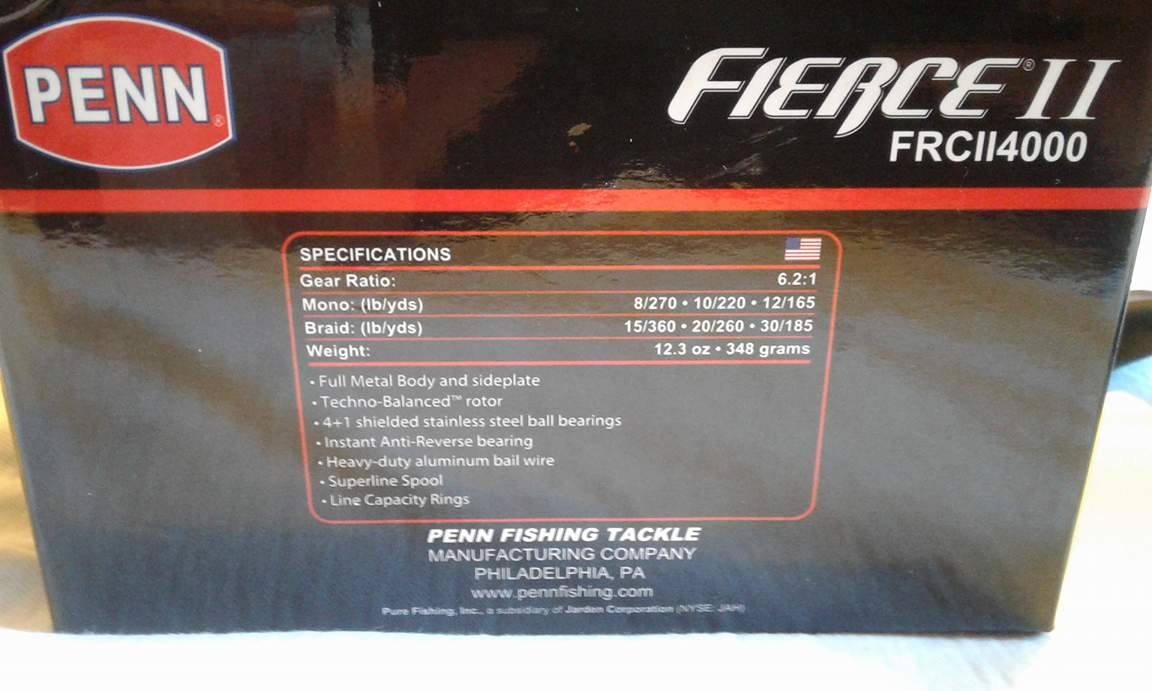 PENN®
FIERCE® II
FRCII4000
SPECIFICATIONS
Gear Ratio: 6.2:1
Mono: (lb/yds) 8/270 • 10/220 • 12/165
Braid: (lb/yds) 15/360 • 20/260 • 30/185
Weight: 12.3 oz • 348 grams
• Full Metal Body and sideplate
• Techno-Balanced™ rotor
• 4+1 shielded stainless steel ball bearings
• Instant Anti-Reverse bearing
• Heavy-duty aluminum bail wire
• Superline Spool
• Line Capacity Rings
PENN FISHING TACKLE
MANUFACTURING COMPANY
PHILADELPHIA, PA
www.pennfishing.com
Pure Fishing, Inc., a subsidiary of Jarden Corporation (NYSE: JAH)